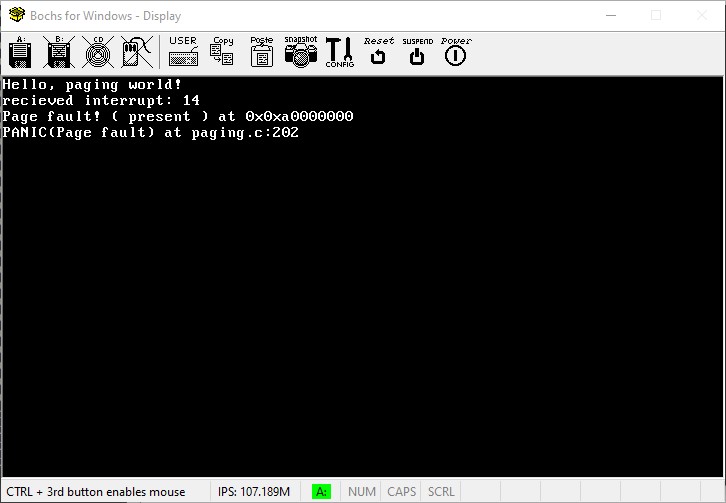 Bochs for Windows - Display
A: B: CD USER Copy Paste snapshot CONFIG Reset SUSPEND Power
Hello, paging world!
recieved interrupt: 14
Page fault! ( present ) at 0x0xa0000000
PANIC(Page fault) at paging.c:202
CTRL + 3rd button enables mouse IPS: 107.189M A: NUM CAPS SCRL